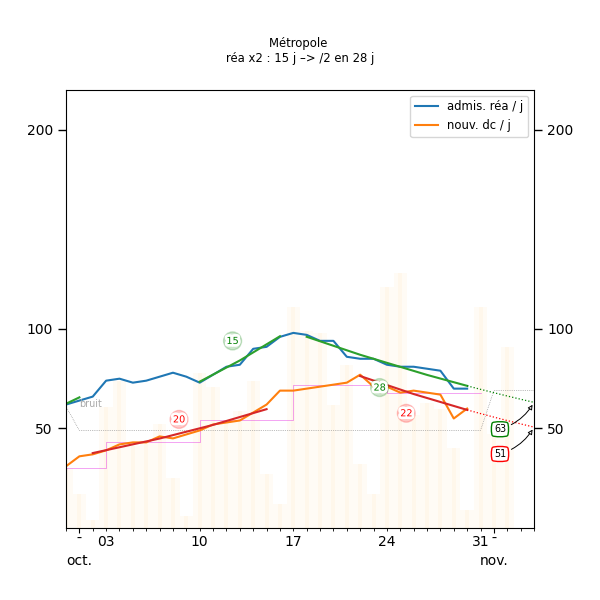 Métropole
réa x2 : 15 j –> /2 en 28 j
admis. réa / j
nouv. dc / j
200
200
100
100
50
50
bruit
15
28
20
22
63
51
- 03 10 17 24 31 -
oct. nov.